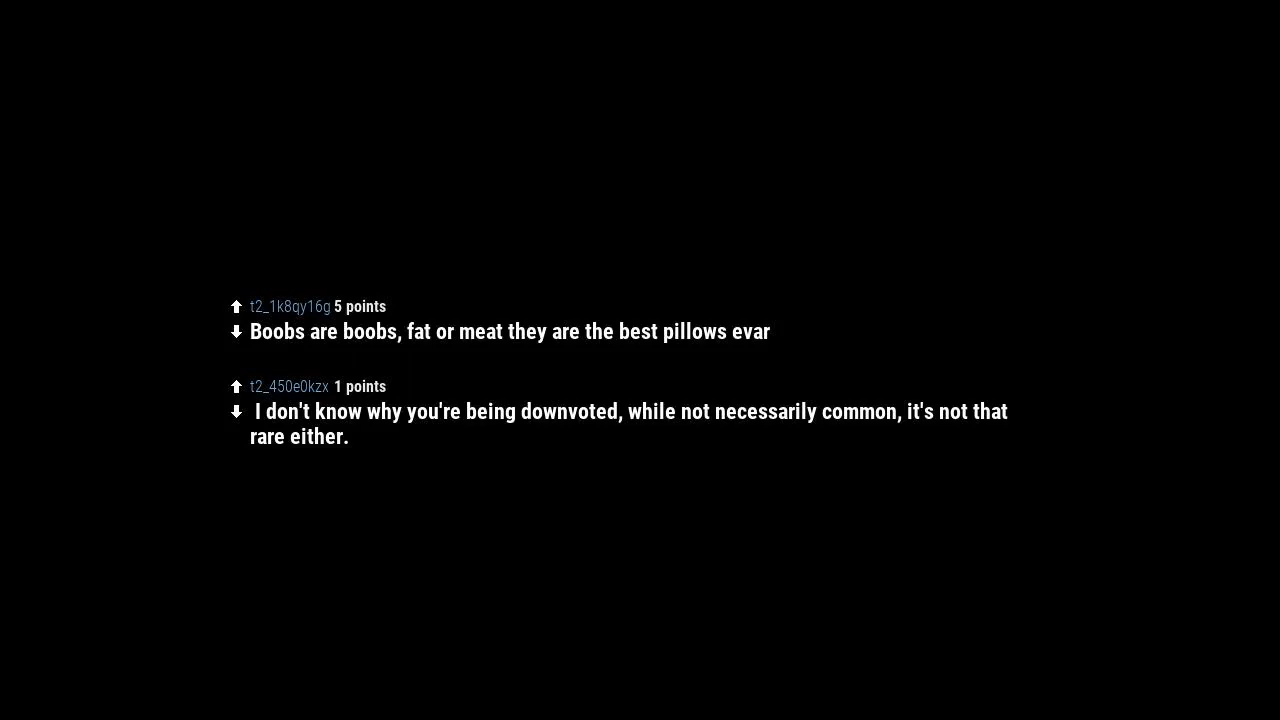 t2_1k8qy16g 5 points
Boobs are boobs, fat or meat they are the best pillows evar
t2_450e0kzx 1 points
I don't know why you're being downvoted, while not necessarily common, it's not that
rare either.